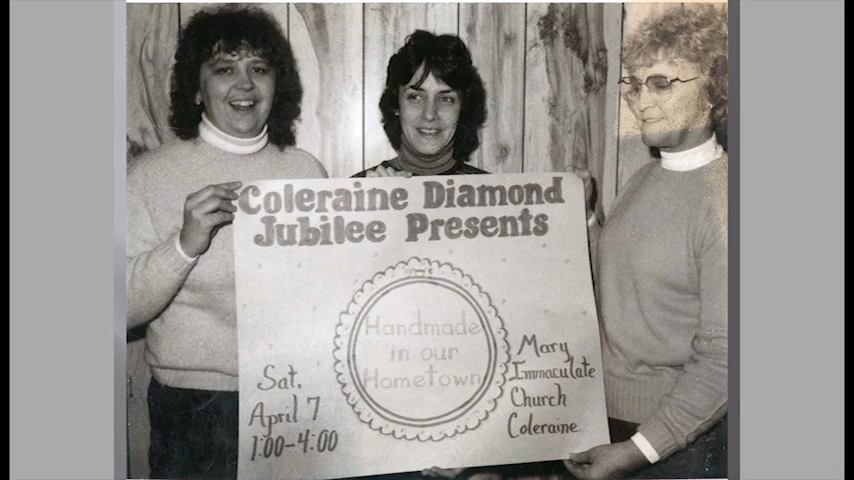 Coleraine Diamond
Jubilee Presents
Handmade
in our
Hometown
Sat.
April 7
1:00-4:00
Mary
Immaculate
Church
Coleraine